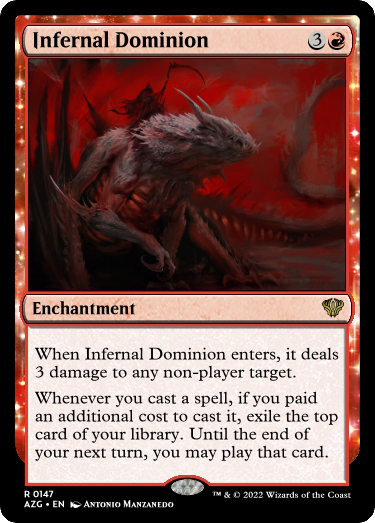 Infernal Dominion 3
Enchantment
When Infernal Dominion enters, it deals
3 damage to any non-player target.
Whenever you cast a spell, if you paid
an additional cost to cast it, exile the top
card of your library. Until the end of
your next turn, you may play that card.
R 0147
AZG • EN Antonio Manzanedo
™ & © 2022 Wizards of the Coast